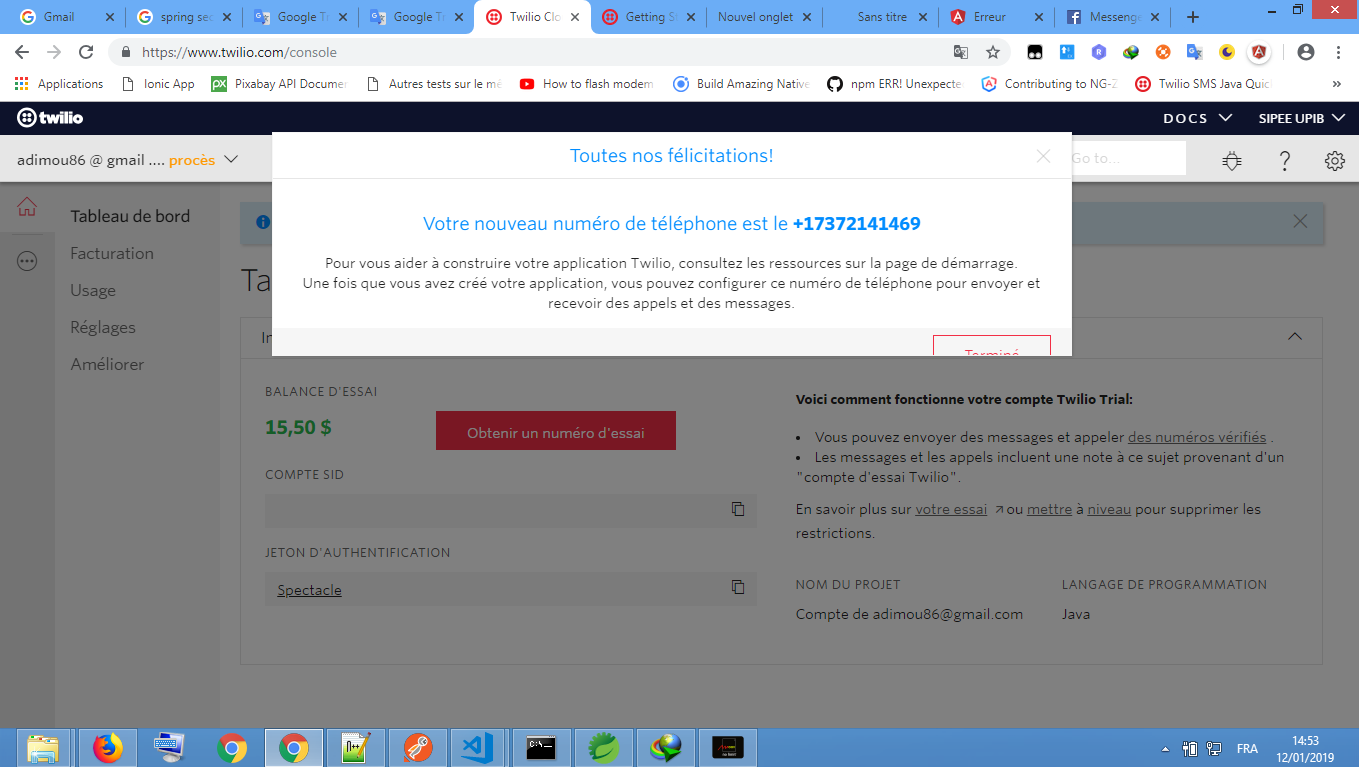 Gmail
spring sec
Google Tr
Google Tr
Twilio Clo
Getting St
Nouvel onglet
Sans titre
Erreur
Messenge
https://www.twilio.com/console
Applications
Ionic App
Pixabay API Documen
Autres tests sur le mé
How to flash modem
Build Amazing Native
npm ERR! Unexpecte
Contributing to NG-Z
Twilio SMS Java Quic
»
twilio
DOCS
SIPEE UPIB
adimou86 @ gmail .... procès
Toutes nos félicitations!
Go to...
Tableau de bord
Facturation
Usage
Réglages
Améliorer
Votre nouveau numéro de téléphone est le +17372141469
Pour vous aider à construire votre application Twilio, consultez les ressources sur la page de démarrage.
Une fois que vous avez créé votre application, vous pouvez configurer ce numéro de téléphone pour envoyer et
recevoir des appels et des messages.
Terminé
Ta
In
BALANCE D'ESSAI
15,50 $
Obtenir un numéro d'essai
COMPTE SID
JETON D'AUTHENTIFICATION
Spectacle
Voici comment fonctionne votre compte Twilio Trial:
• Vous pouvez envoyer des messages et appeler des numéros vérifiés .
• Les messages et les appels incluent une note à ce sujet provenant d'un
"compte d'essai Twilio".
En savoir plus sur votre essai ou mettre à niveau pour supprimer les
restrictions.
NOM DU PROJET
Compte de adimou86@gmail.com
LANGAGE DE PROGRAMMATION
Java
FRA
14:53
12/01/2019